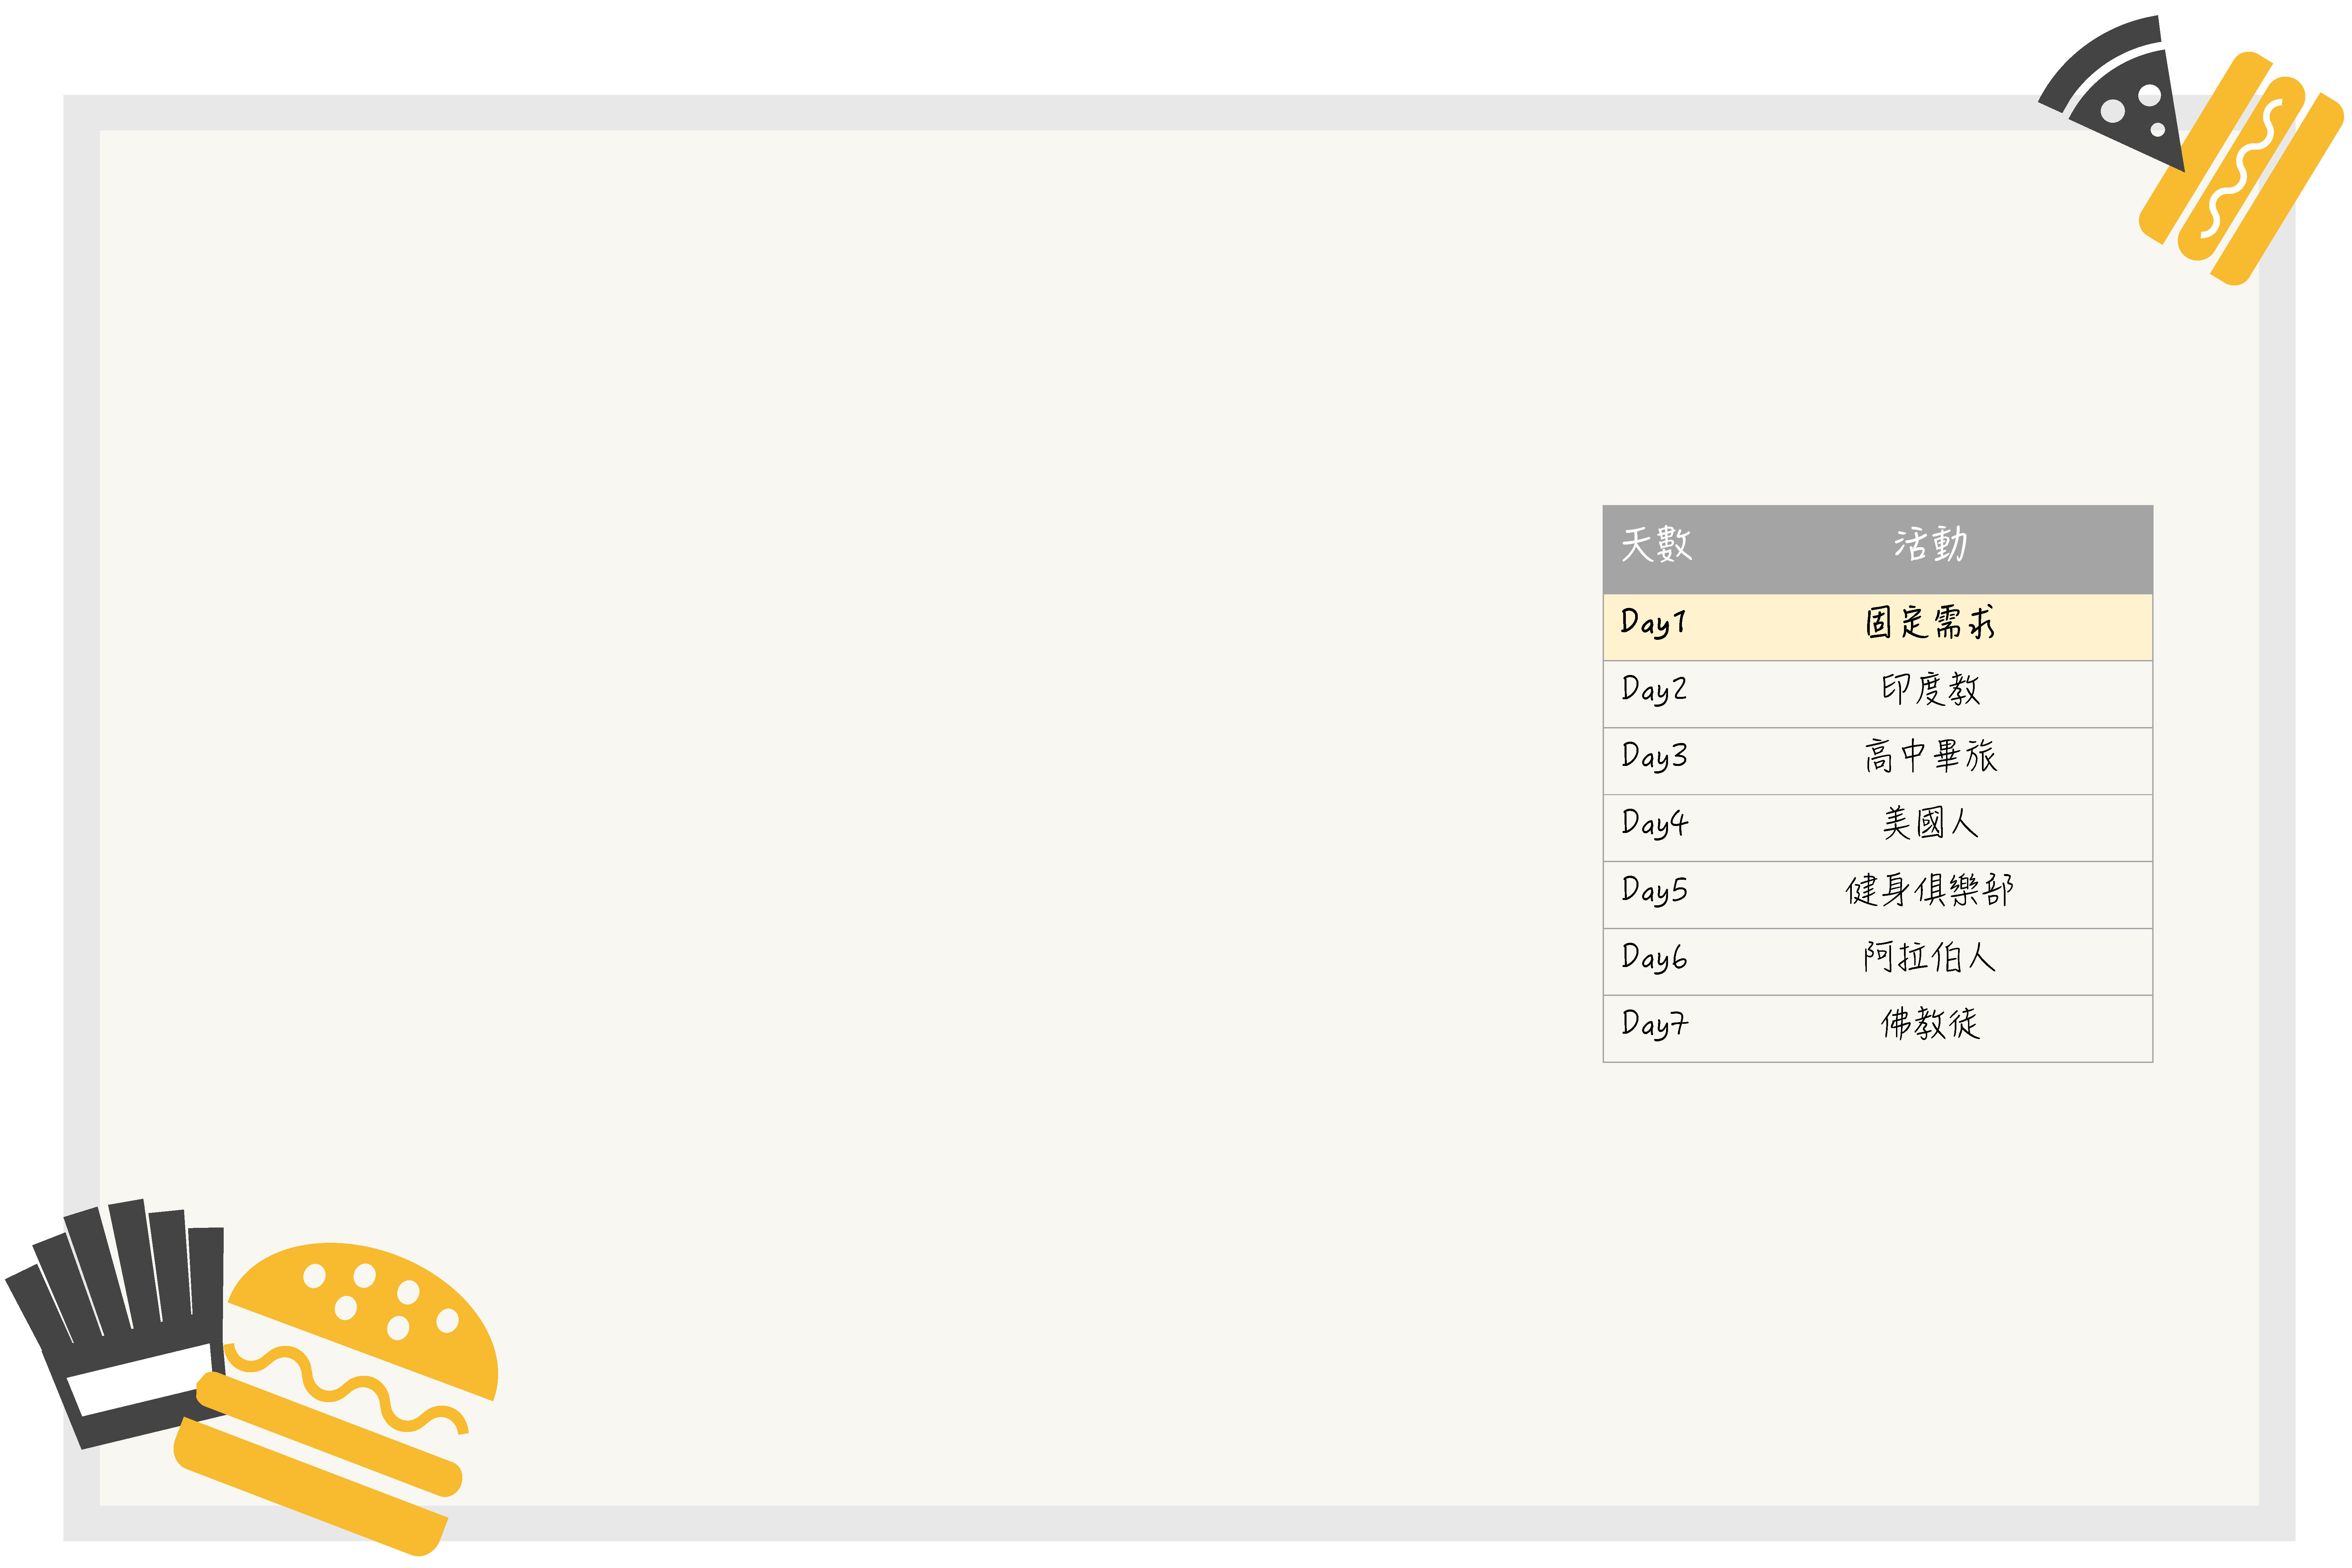 天數 活動
Day1 固定需求
Day2 印度教
Day3 高中畢旅
Day4 美國人
Day5 健身俱樂部
Day6 阿拉伯人
Day7 佛教徒